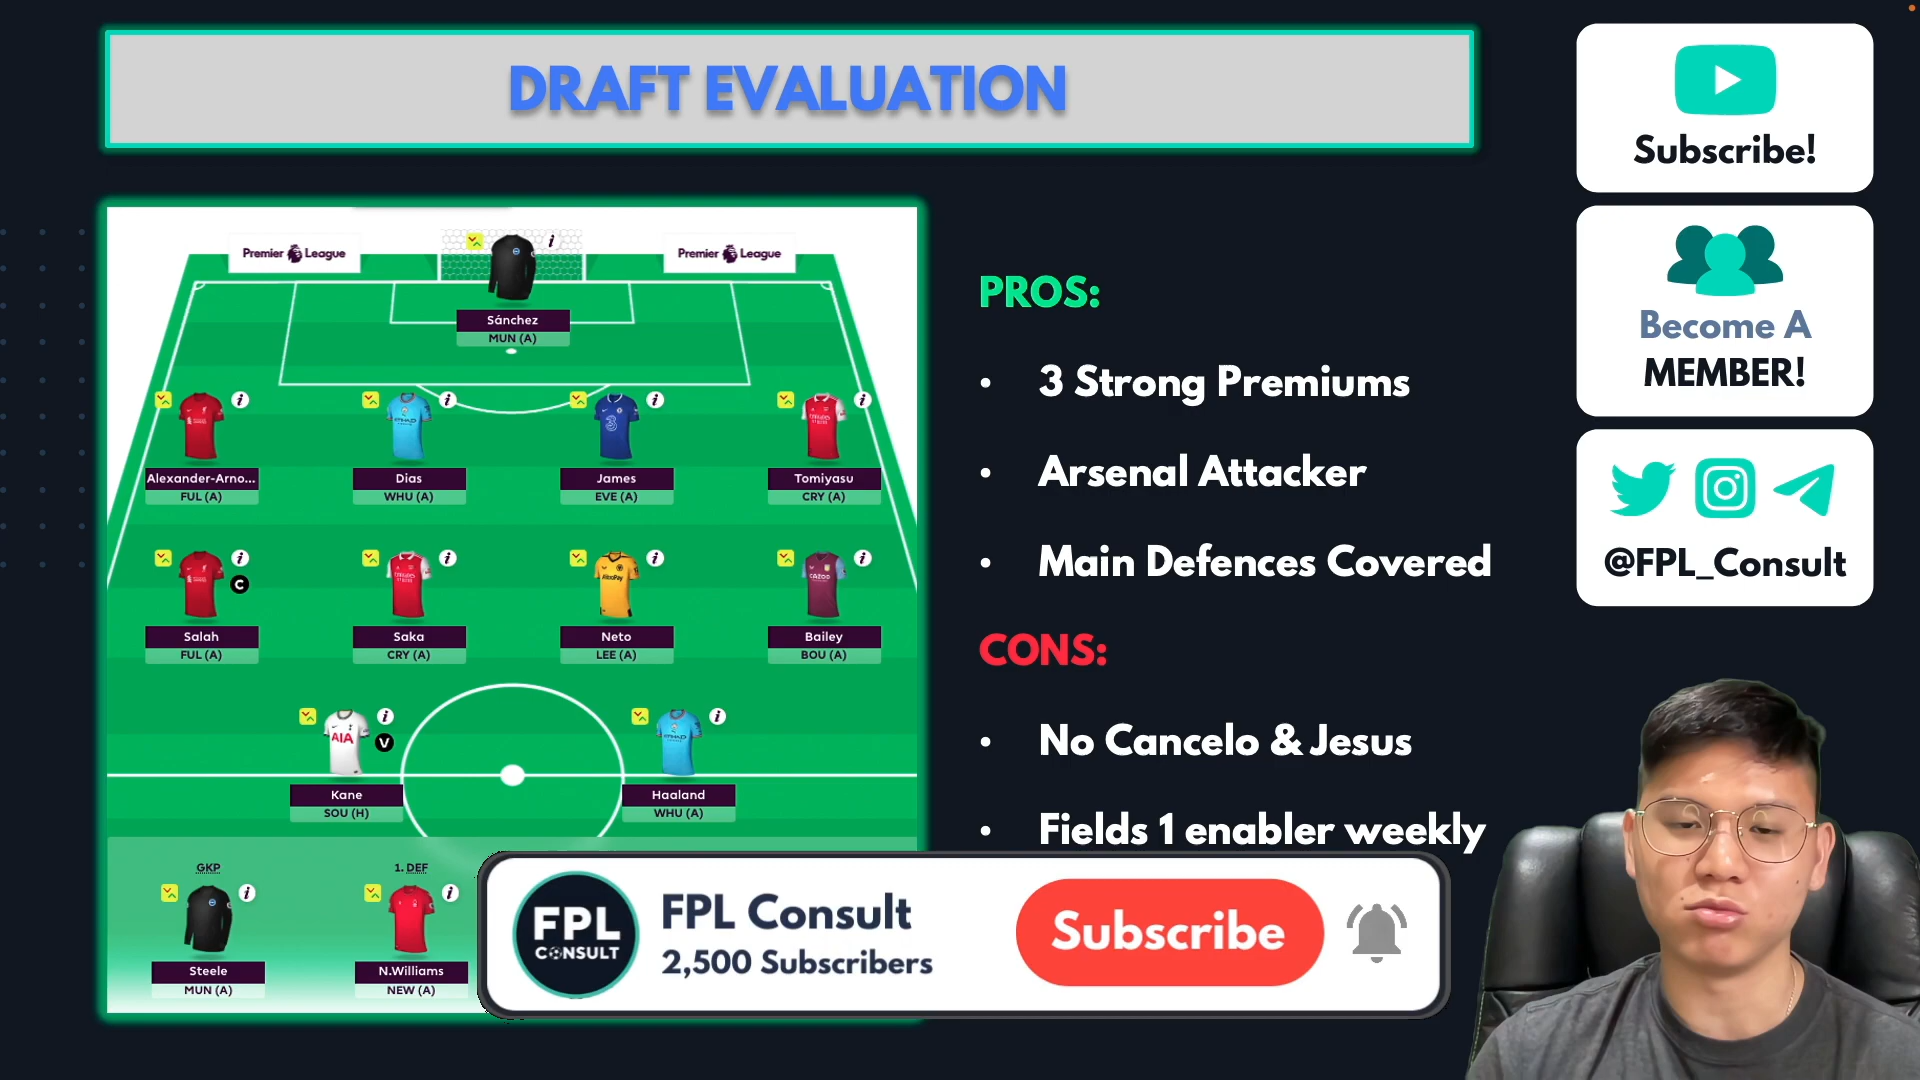 DRAFT EVALUATION
Premier League
Premier League
Sánchez
MUN (A)
Alexander-Arno...
FUL (A)
Dias
WHU (A)
James
EVE (A)
Tomiyasu
CRY (A)
Salah
FUL (A)
C
Saka
CRY (A)
Neto
LEE (A)
Bailey
BOU (A)
Kane
SOU (H)
V
Haaland
WHU (A)
GKP
Steele
MUN (A)
1. DEF
N.Williams
NEW (A)
AIA
CAZOO
PROS:
• 3 Strong Premiums
• Arsenal Attacker
• Main Defences Covered
CONS:
• No Cancelo & Jesus
• Fields 1 enabler weekly
FPL
CONSULT
FPL Consult
2,500 Subscribers
Subscribe
Subscribe!
Become A
MEMBER!
@FPL_Consult